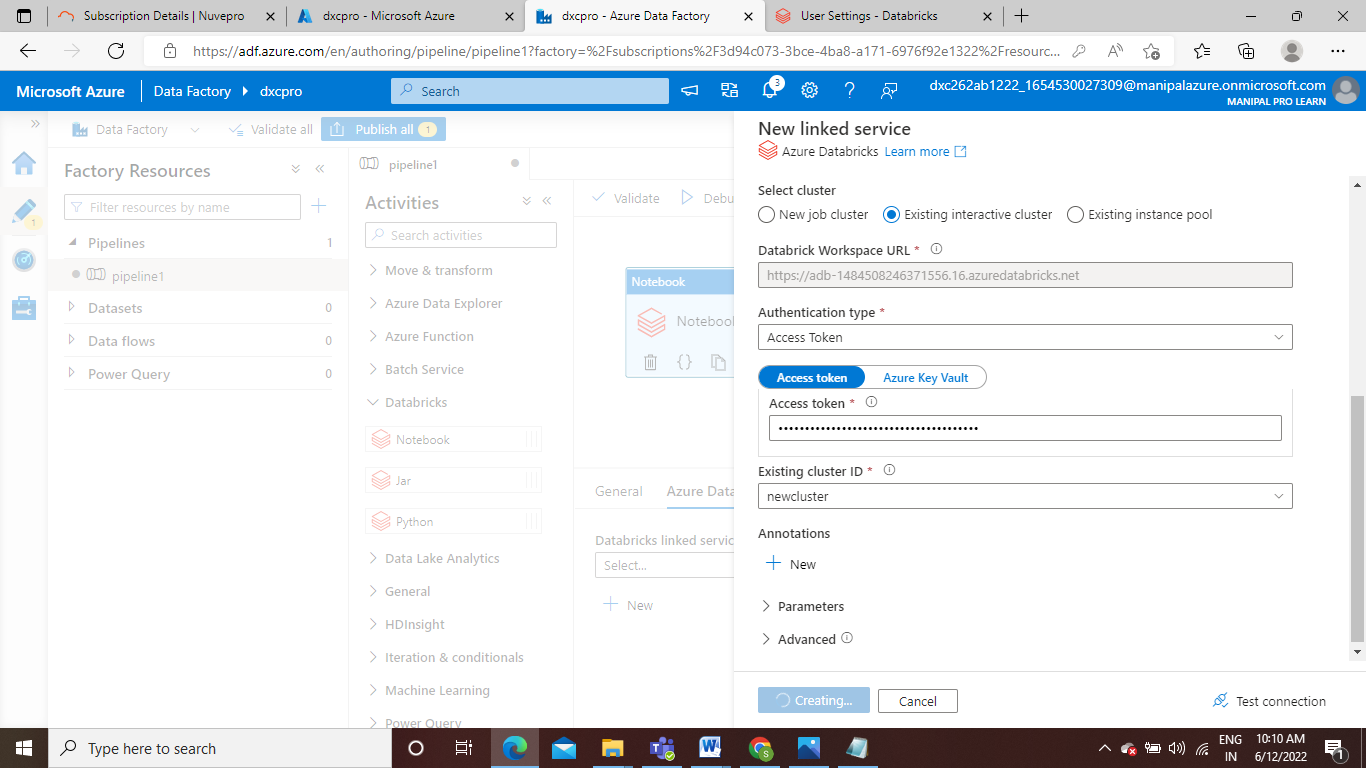 Subscription Details | Nuvepro
dxcpro - Microsoft Azure
dxcpro - Azure Data Factory
User Settings - Databricks
https://adf.azure.com/en/authoring/pipeline/pipeline1?factory=%2Fsubscriptions%2F3d94c073-3bce-4ba8-a171-6976f92e1322%2Fresourc...
Microsoft Azure
Data Factory
dxcpro
Search
3
dxc262ab1222_1654530027309@manipalazure.onmicrosoft.com
MANIPAL PRO LEARN
Data Factory
Validate all
Publish all 1
1
Factory Resources
Filter resources by name
Pipelines 1
pipeline1
Datasets 0
Data flows 0
Power Query 0
pipeline1
Activities
Search activities
Move & transform
Azure Data Explorer
Azure Function
Batch Service
Databricks
Notebook
Jar
Python
Data Lake Analytics
General
HDInsight
Iteration & conditionals
Machine Learning
Power Query
Validate
Debu
Notebook
Notebook
{}
General
Azure Data
Databricks linked servic
Select...
New
New linked service
Azure Databricks Learn more
Select cluster
New job cluster
Existing interactive cluster
Existing instance pool
Databrick Workspace URL *
https://adb-1484508246371556.16.azuredatabricks.net
Authentication type *
Access Token
Access token
Azure Key Vault
Access token *
Existing cluster ID *
newcluster
Annotations
New
Parameters
Advanced
Creating...
Cancel
Test connection
Type here to search
ENG
IN
10:10 AM
6/12/2022
1